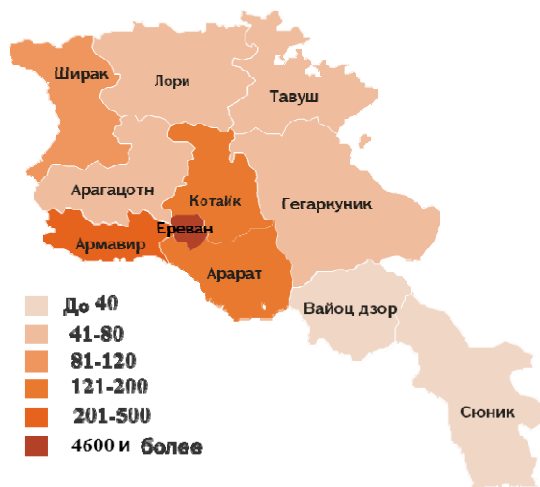 Ширак
Лори
Тавуш
Арагацотн
Котайк
Гегаркуник
Ереван
Армавир
Арарат
Вайоц дзор
Сюник
До 40
41-80
81-120
121-200
201-500
4600 и более